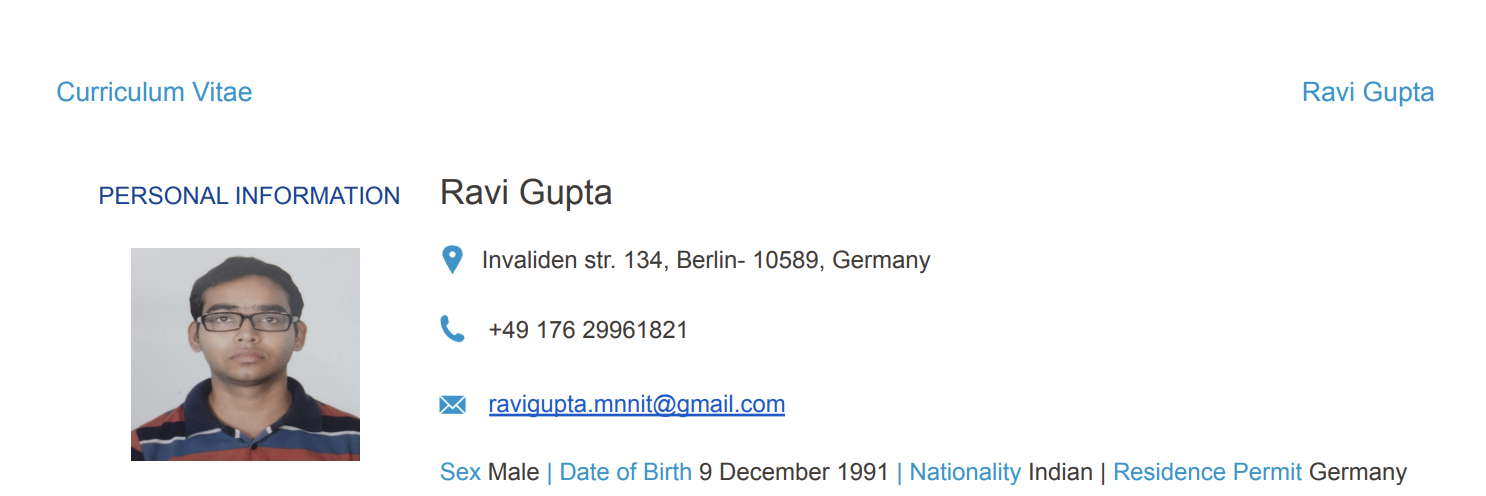 Curriculum Vitae Ravi Gupta
PERSONAL INFORMATION Ravi Gupta
Invaliden str. 134, Berlin- 10589, Germany
+49 176 29961821
ravigupta.mnnit@gmail.com
Sex Male | Date of Birth 9 December 1991 | Nationality Indian | Residence Permit Germany